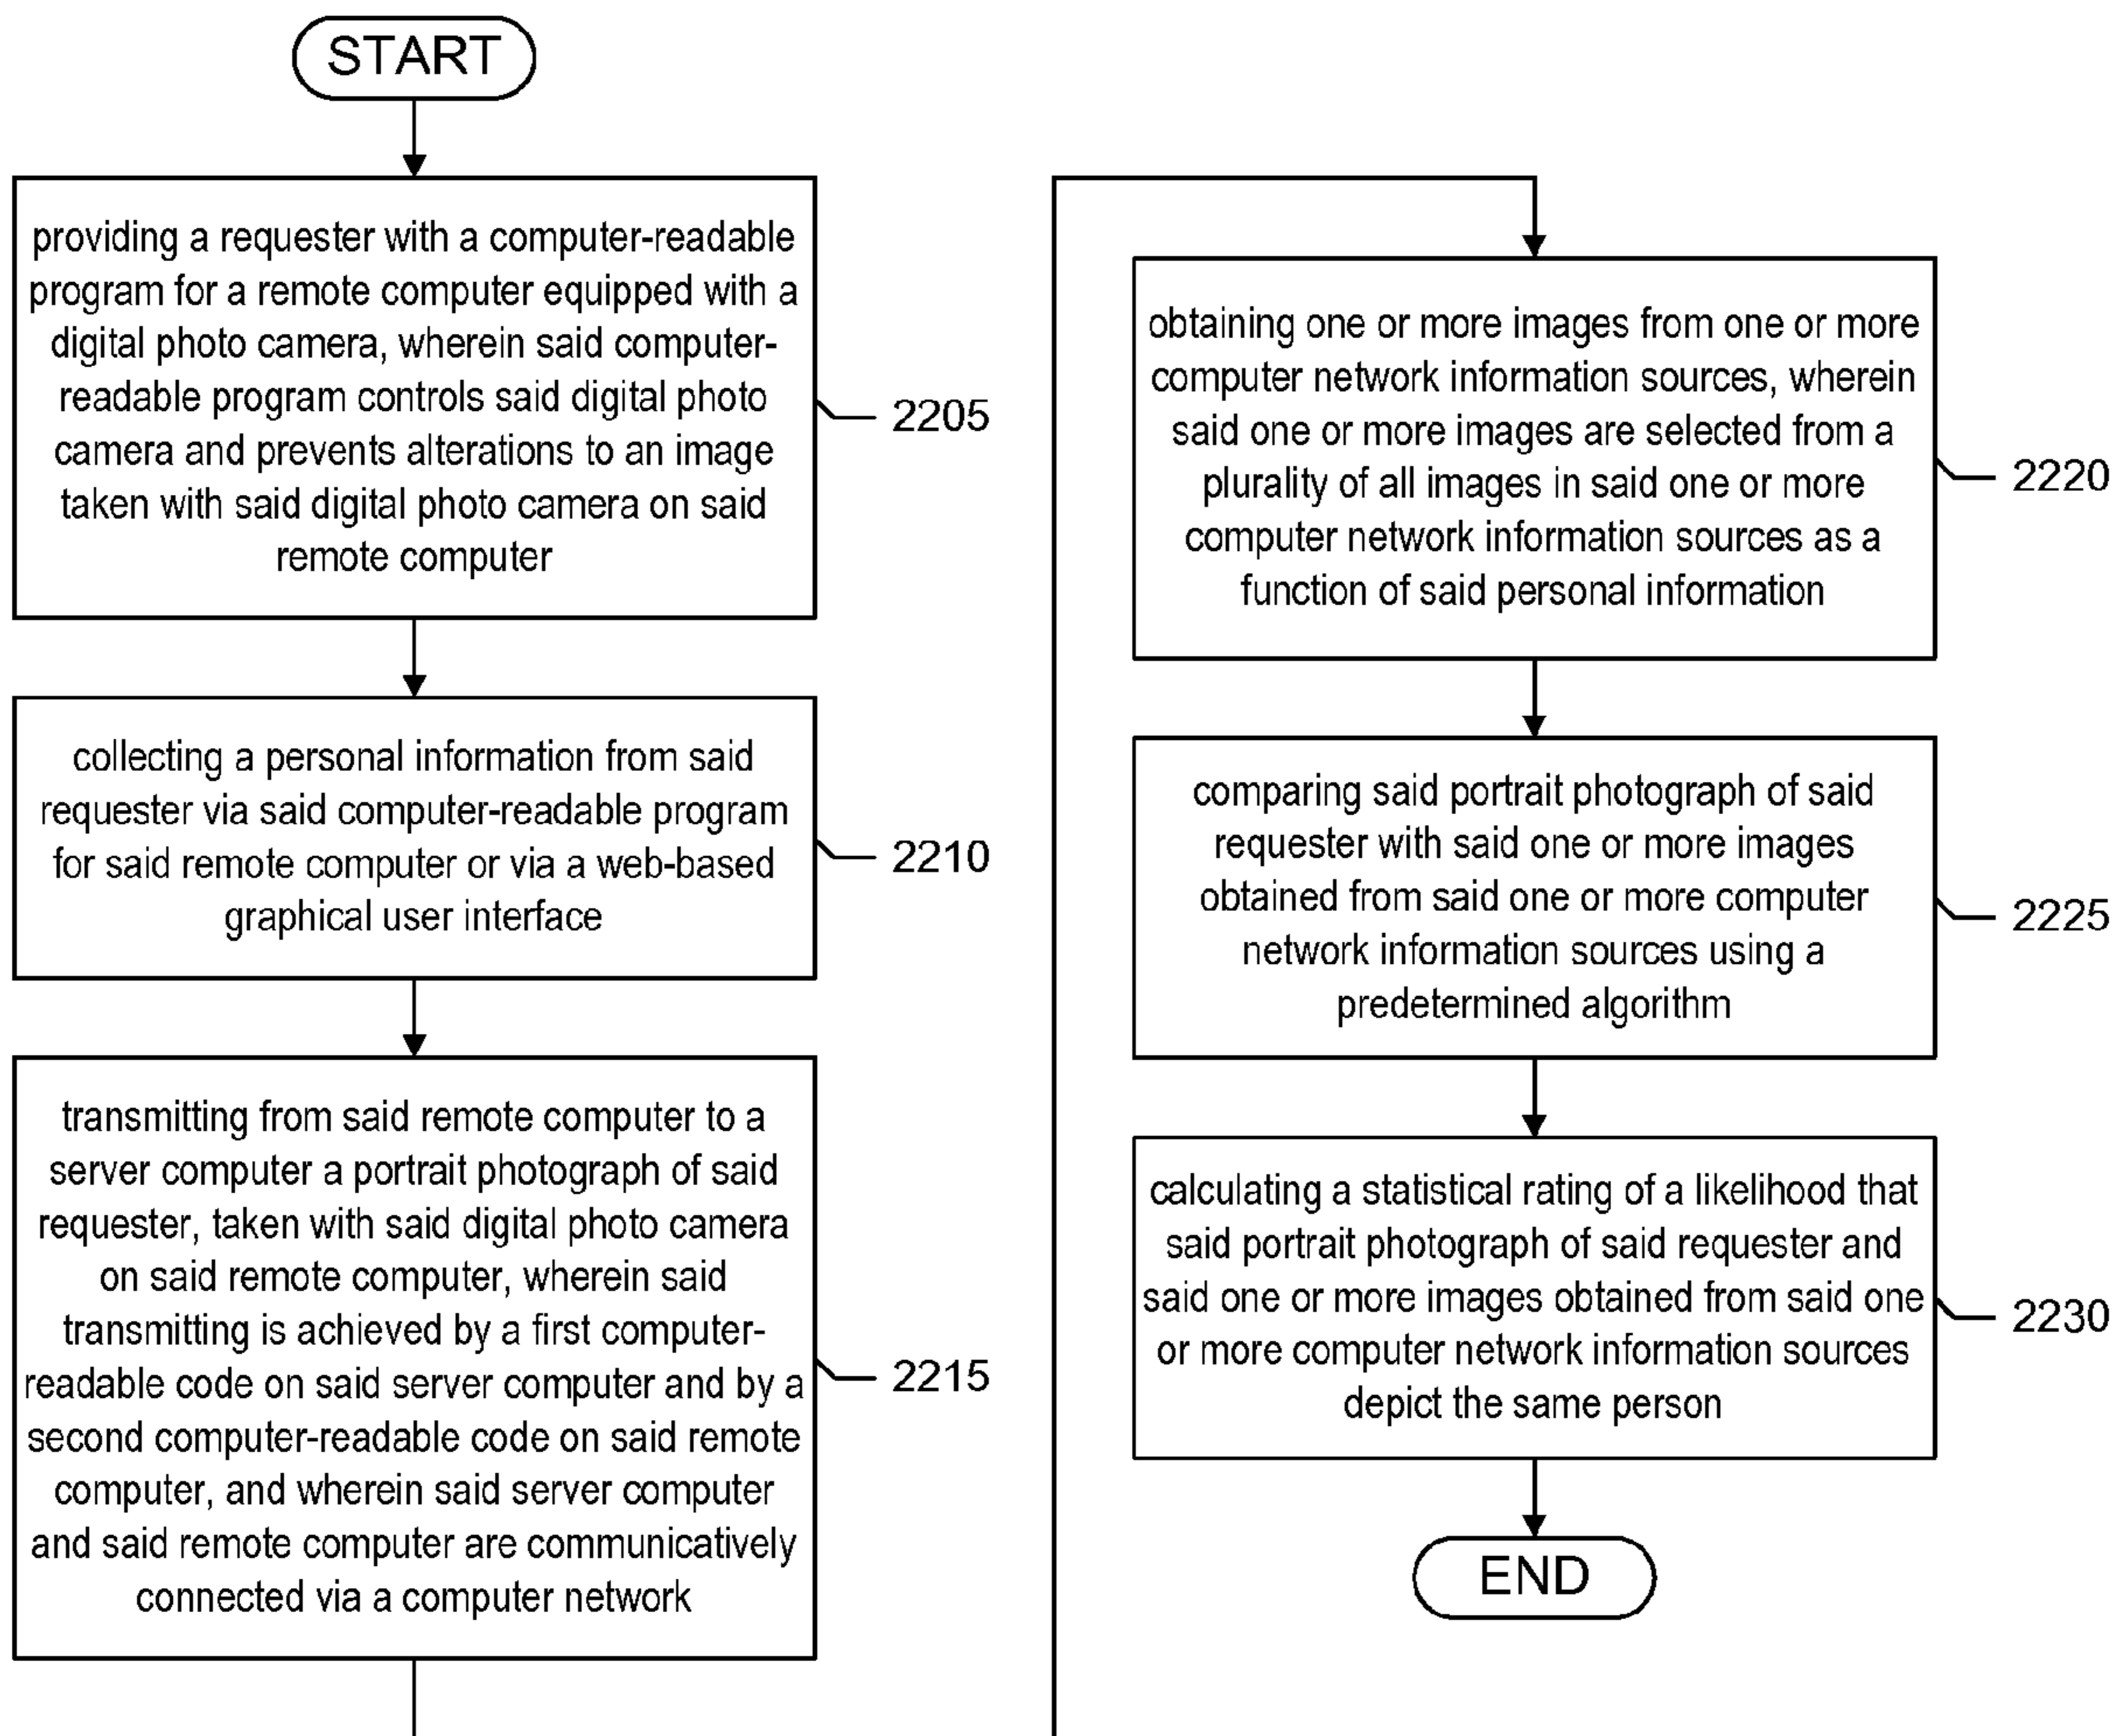 START
providing a requester with a computer-readable
program for a remote computer equipped with a
digital photo camera, wherein said computer-
readable program controls said digital photo
camera and prevents alterations to an image
taken with said digital photo camera on said
remote computer
2205
collecting a personal information from said
requester via said computer-readable program
for said remote computer or via a web-based
graphical user interface
2210
transmitting from said remote computer to a
server computer a portrait photograph of said
requester, taken with said digital photo camera
on said remote computer, wherein said
transmitting is achieved by a first computer-
readable code on said server computer and by a
second computer-readable code on said remote
computer, and wherein said server computer
and said remote computer are communicatively
connected via a computer network
2215
obtaining one or more images from one or more
computer network information sources, wherein
said one or more images are selected from a
plurality of all images in said one or more
computer network information sources as a
function of said personal information
2220
comparing said portrait photograph of said
requester with said one or more images
obtained from said one or more computer
network information sources using a
predetermined algorithm
2225
calculating a statistical rating of a likelihood that
said portrait photograph of said requester and
said one or more images obtained from said one
or more computer network information sources
depict the same person
2230
END